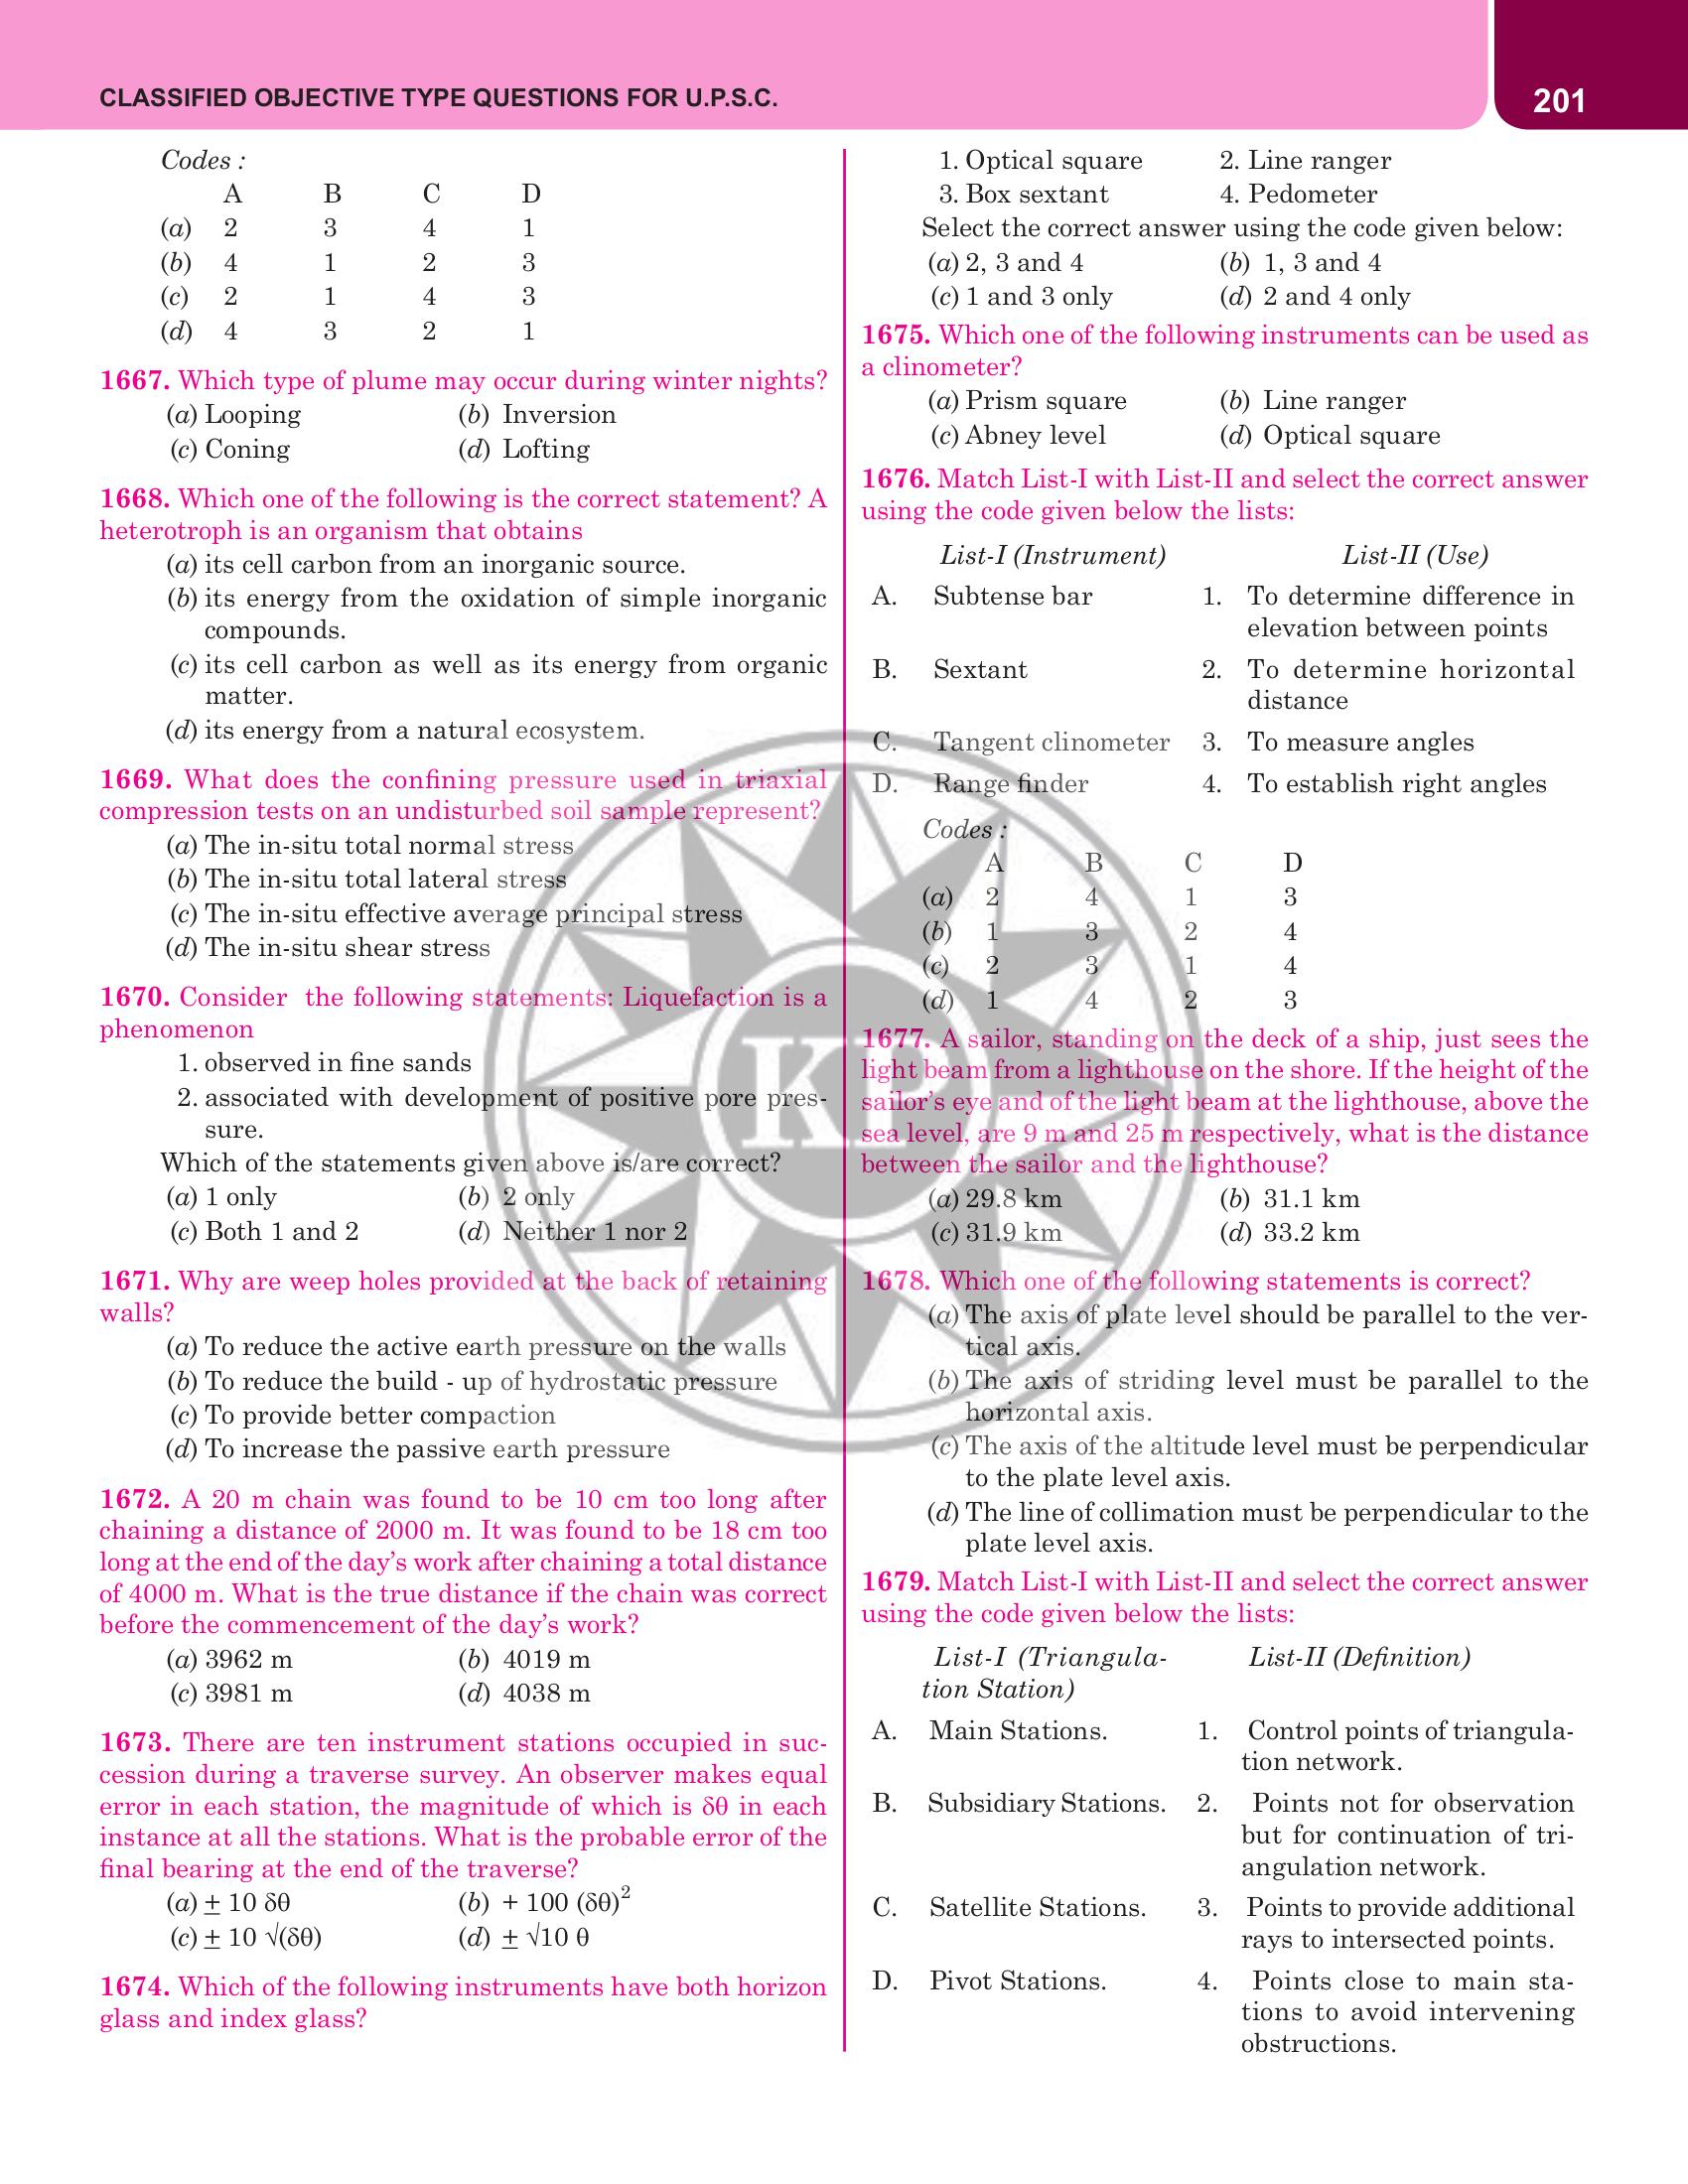 CLASSIFIED OBJECTIVE TYPE QUESTIONS FOR U.P.S.C.
201
Codes :
A B C D
(a) 2 3 4 1
(b) 4 1 2 3
(c) 2 1 4 3
(d) 4 3 2 1
1667. Which type of plume may occur during winter nights?
(a) Looping (b) Inversion
(c) Coning (d) Lofting
1668. Which one of the following is the correct statement? A
heterotroph is an organism that obtains
(a) its cell carbon from an inorganic source.
(b) its energy from the oxidation of simple inorganic
compounds.
(c) its cell carbon as well as its energy from organic
matter.
(d) its energy from a natural ecosystem.
1669. What does the confining pressure used in triaxial
compression tests on an undisturbed soil sample represent?
(a) The in-situ total normal stress
(b) The in-situ total lateral stress
(c) The in-situ effective average principal stress
(d) The in-situ shear stress
1670. Consider the following statements: Liquefaction is a
phenomenon
1. observed in fine sands
2. associated with development of positive pore pres-
sure.
Which of the statements given above is/are correct?
(a) 1 only (b) 2 only
(c) Both 1 and 2 (d) Neither 1 nor 2
1671. Why are weep holes provided at the back of retaining
walls?
(a) To reduce the active earth pressure on the walls
(b) To reduce the build - up of hydrostatic pressure
(c) To provide better compaction
(d) To increase the passive earth pressure
1672. A 20 m chain was found to be 10 cm too long after
chaining a distance of 2000 m. It was found to be 18 cm too
long at the end of the day's work after chaining a total distance
of 4000 m. What is the true distance if the chain was correct
before the commencement of the day's work?
(a) 3962 m (b) 4019 m
(c) 3981 m (d) 4038 m
1673. There are ten instrument stations occupied in suc-
cession during a traverse survey. An observer makes equal
error in each station, the magnitude of which is δθ in each
instance at all the stations. What is the probable error of the
final bearing at the end of the traverse?
(a) ± 10 δθ (b) + 100 (δθ)²
(c) ± 10 √(δθ) (d) ± √10 θ
1674. Which of the following instruments have both horizon
glass and index glass?
1. Optical square 2. Line ranger
3. Box sextant 4. Pedometer
Select the correct answer using the code given below:
(a) 2, 3 and 4 (b) 1, 3 and 4
(c) 1 and 3 only (d) 2 and 4 only
1675. Which one of the following instruments can be used as
a clinometer?
(a) Prism square (b) Line ranger
(c) Abney level (d) Optical square
1676. Match List-I with List-II and select the correct answer
using the code given below the lists:
List-I (Instrument) List-II (Use)
A. Subtense bar 1. To determine difference in
elevation between points
B. Sextant 2. To determine horizontal
distance
C. Tangent clinometer 3. To measure angles
D. Range finder 4. To establish right angles
Codes :
A B C D
(a) 2 4 1 3
(b) 1 3 2 4
(c) 2 3 1 4
(d) 1 4 2 3
1677. A sailor, standing on the deck of a ship, just sees the
light beam from a lighthouse on the shore. If the height of the
sailor's eye and of the light beam at the lighthouse, above the
sea level, are 9 m and 25 m respectively, what is the distance
between the sailor and the lighthouse?
(a) 29.8 km (b) 31.1 km
(c) 31.9 km (d) 33.2 km
1678. Which one of the following statements is correct?
(a) The axis of plate level should be parallel to the ver-
tical axis.
(b) The axis of striding level must be parallel to the
horizontal axis.
(c) The axis of the altitude level must be perpendicular
to the plate level axis.
(d) The line of collimation must be perpendicular to the
plate level axis.
1679. Match List-I with List-II and select the correct answer
using the code given below the lists:
List-I (Triangula- List-II (Definition)
tion Station)
A. Main Stations. 1. Control points of triangula-
tion network.
B. Subsidiary Stations. 2. Points not for observation
but for continuation of tri-
angulation network.
C. Satellite Stations. 3. Points to provide additional
rays to intersected points.
D. Pivot Stations. 4. Points close to main sta-
tions to avoid intervening
obstructions.
KP